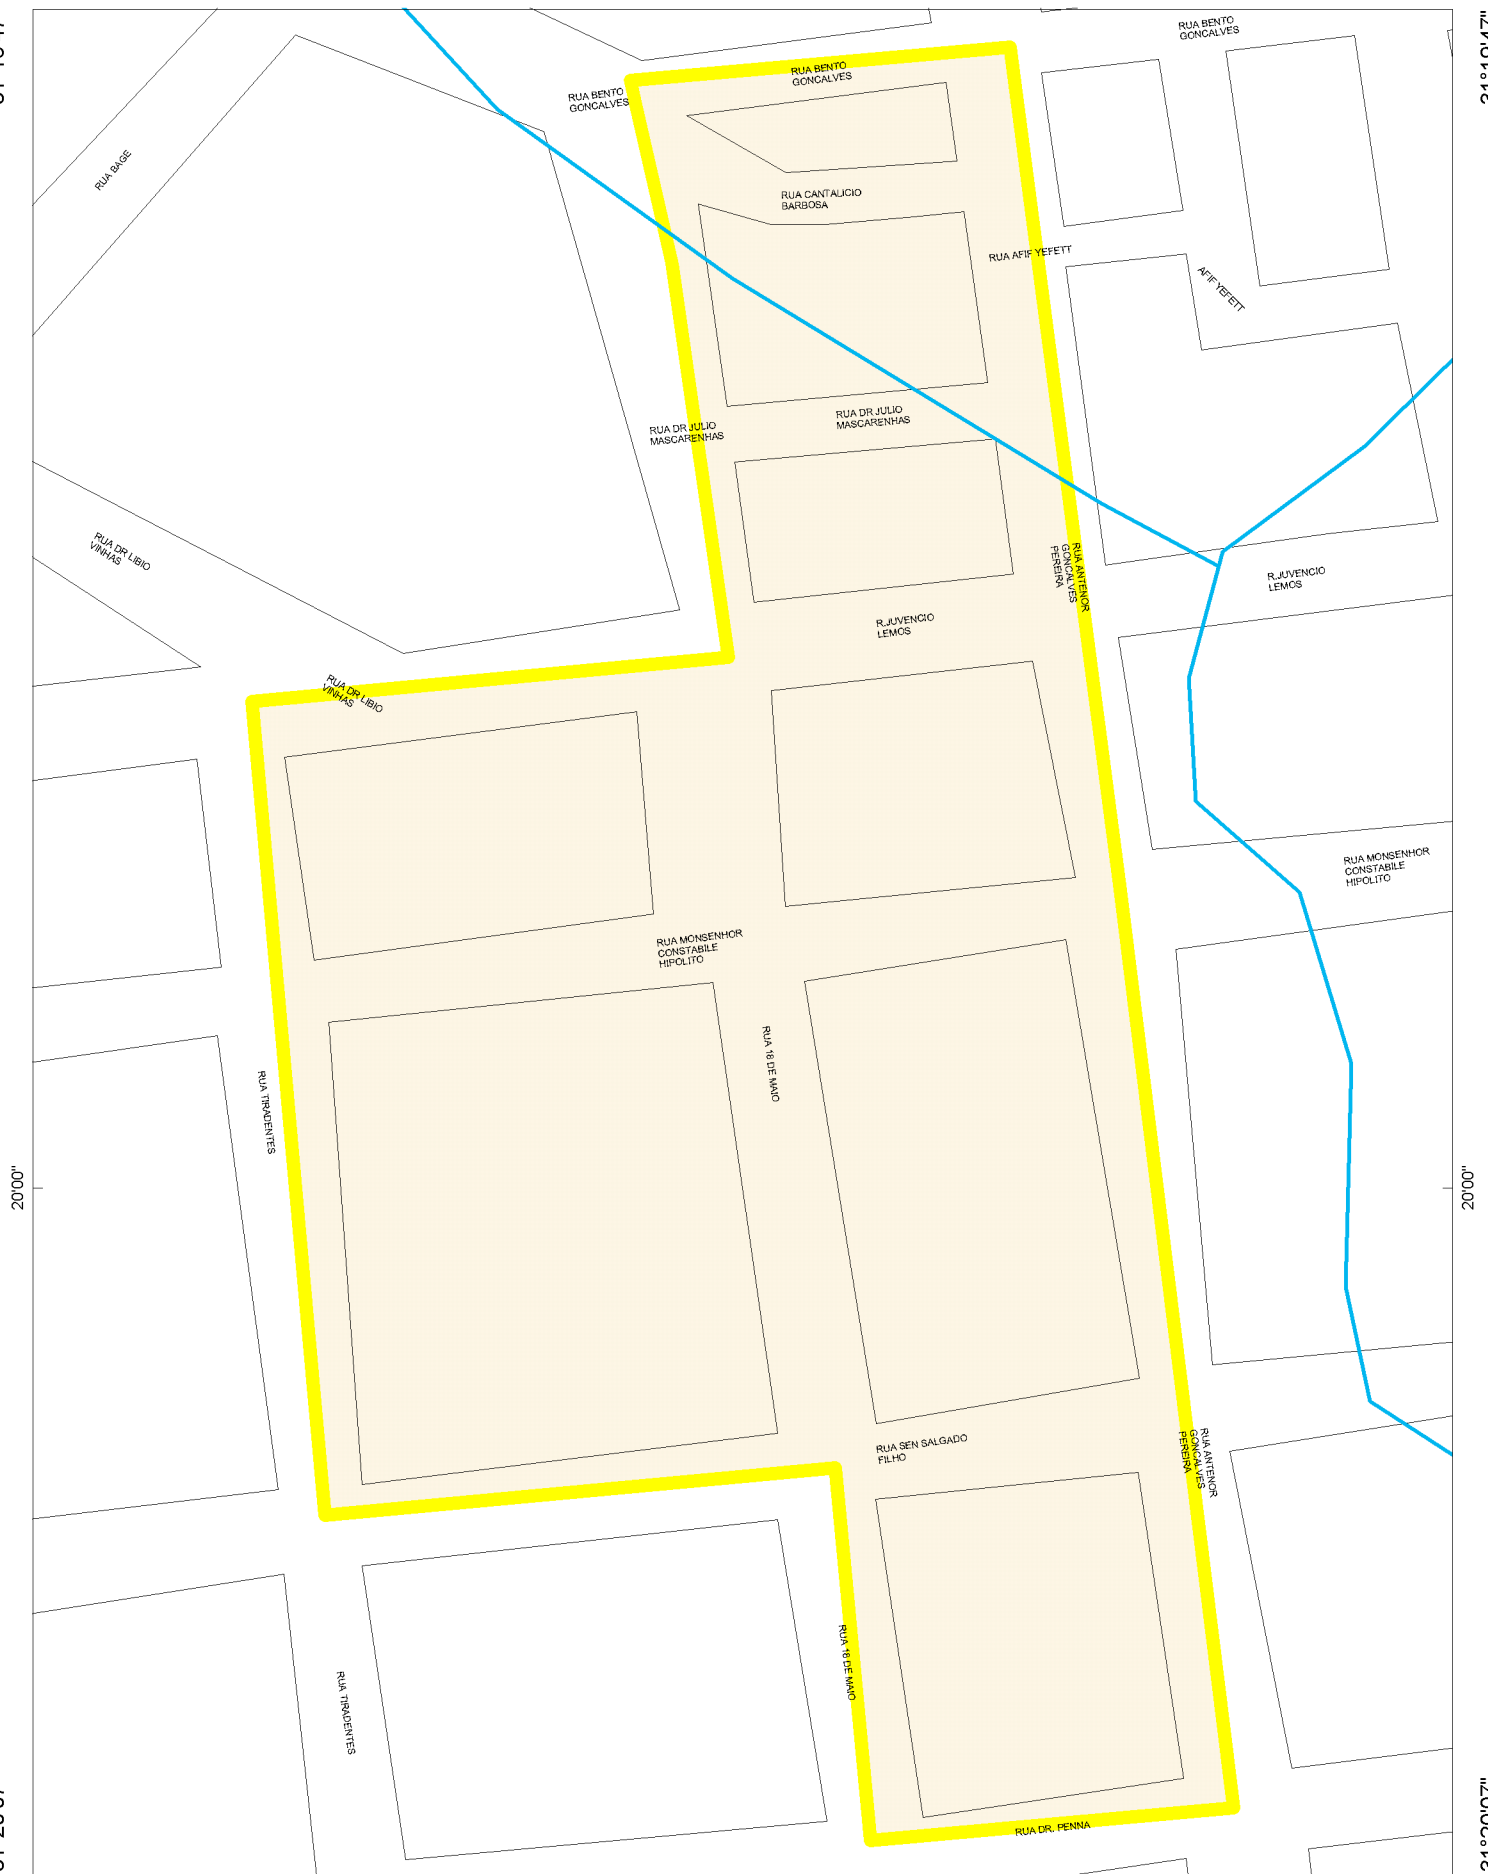 RUA BENTO
GONCALVES
RUA BENTO
GONCALVES
RUA BENTO
GONCALVES
RUA BAGE
RUA CANTALICIO
BARBOSA
RUA AFIF YEFETT
AFIF YEFETT
RUA DR JULIO
MASCARENHAS
RUA DR JULIO
MASCARENHAS
RUA DR LIBIO
VINHAS
RUA ANTENOR
GONCALVES
PEREIRA
R.JUVENCIO
LEMOS
R.JUVENCIO
LEMOS
RUA DR LIBIO
VINHAS
RUA MONSENHOR
CONSTABILE
HIPOLITO
RUA MONSENHOR
CONSTABILE
HIPOLITO
RUA 18 DE MAIO
RUA TIRADENTES
20'00"
20'00"
RUA SEN SALGADO
FILHO
RUA ANTENOR
GONCALVES
PEREIRA
RUA 18 DE MAIO
RUA TIRADENTES
RUA DR. PENNA